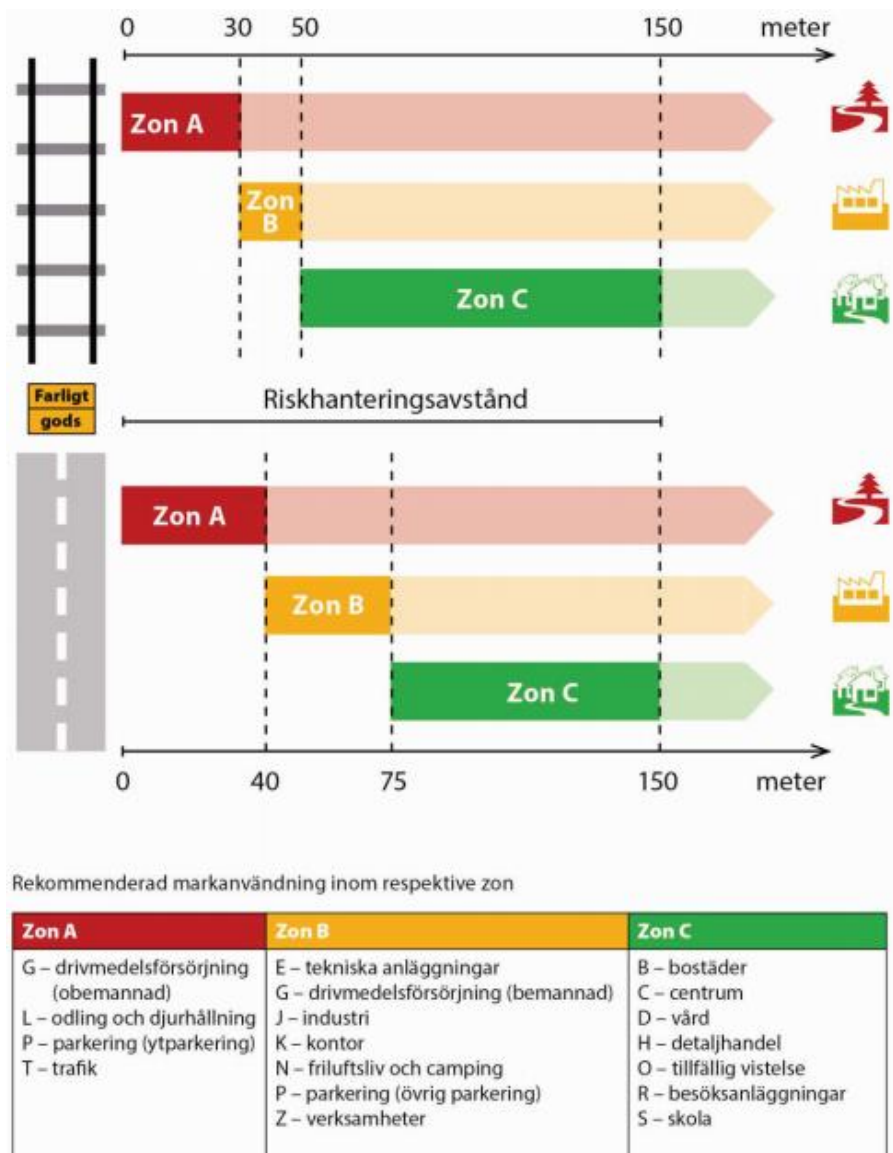 0 30 50 150 meter
Zon A
Zon
B
Zon C
Farligt
gods
Riskhanteringsavstånd
Zon A
Zon B
Zon C
0 40 75 150 meter
Rekommenderad markanvändning inom respektive zon
Zon A
G – drivmedelsförsörjning
(obemannad)
L – odling och djurhållning
P – parkering (ytparkering)
T – trafik
Zon B
E – tekniska anläggningar
G – drivmedelsförsörjning (bemannad)
J – industri
K – kontor
N – friluftsliv och camping
P – parkering (övrig parkering)
Z – verksamheter
Zon C
B – bostäder
C – centrum
D – vård
H – detaljhandel
O – tillfällig vistelse
R – besöksanläggningar
S – skola